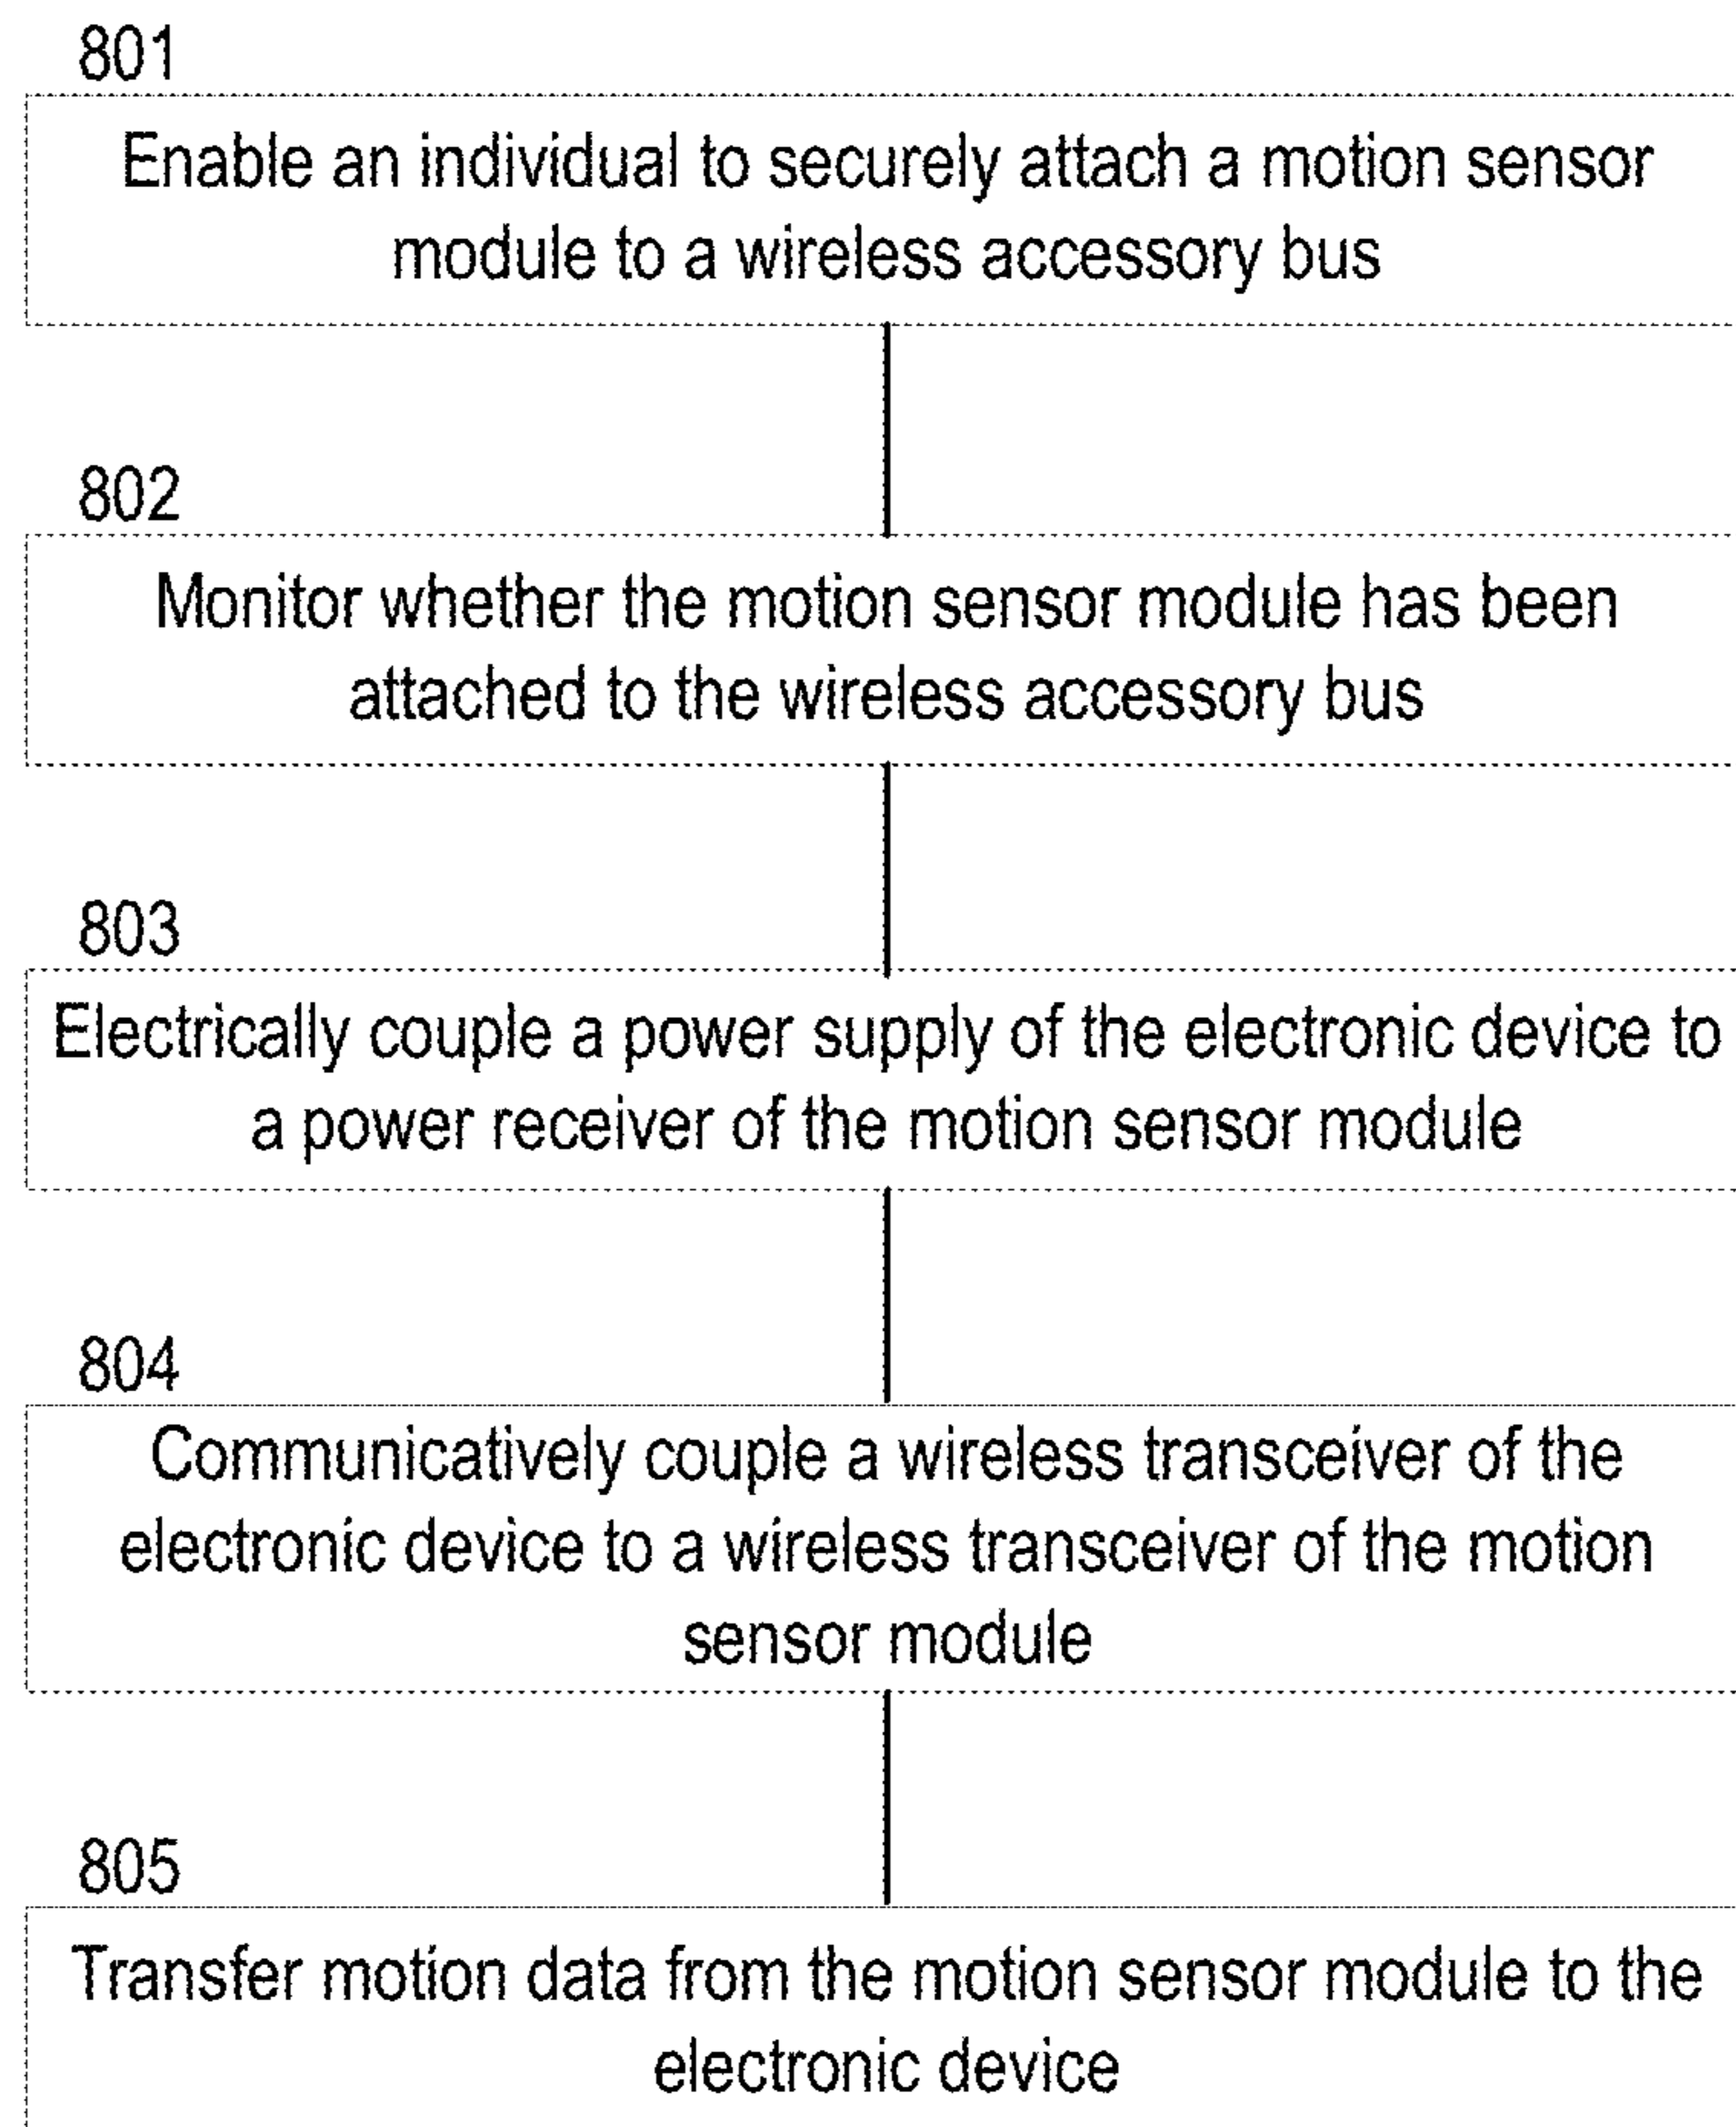 801
Enable an individual to securely attach a motion sensor
module to a wireless accessory bus
802
Monitor whether the motion sensor module has been
attached to the wireless accessory bus
803
Electrically couple a power supply of the electronic device to
a power receiver of the motion sensor module
804
Communicatively couple a wireless transceiver of the
electronic device to a wireless transceiver of the motion
sensor module
805
Transfer motion data from the motion sensor module to the
electronic device